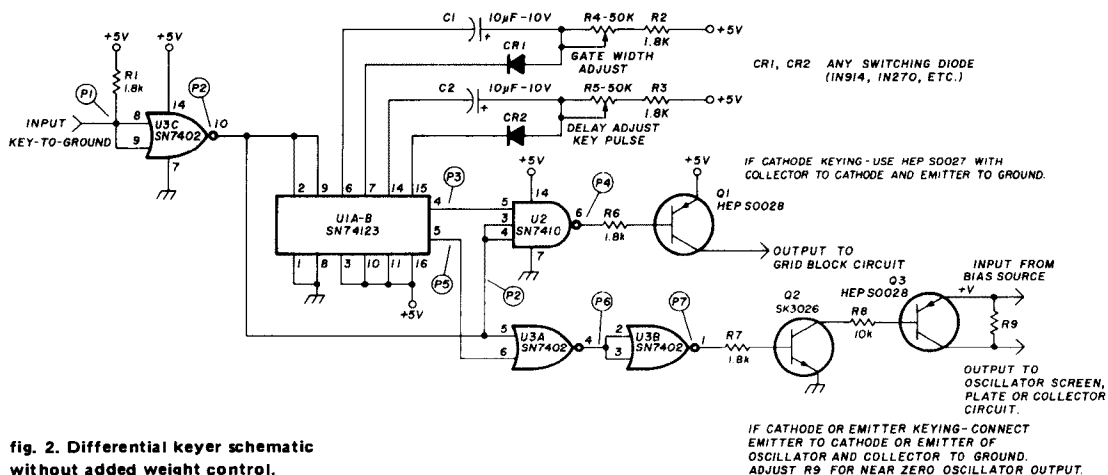 C1
10μF-10V
R4-50K
R2
1.8K
+5V
CR1
GATE WIDTH
ADJUST
CR1, CR2 ANY SWITCHING DIODE
(IN914, IN270, ETC.)
C2
10μF-10V
R5-50K
R3
1.8K
+5V
CR2
DELAY ADJUST
KEY PULSE
+5V
+5V
R1
1.8k
P1
P2
14
INPUT
KEY-TO-GROUND
8
9
U3C
SN7402
10
7
2
9
6
7
14
15
U1A-B
SN74123
4
5
1
8
3
10
11
16
+5V
P3
P5
P2
+5V
14
5
3
4
U2
SN7410
6
7
P4
R6
1.8k
IF CATHODE KEYING-USE HEP S0027 WITH
COLLECTOR TO CATHODE AND EMITTER TO GROUND.
+5V
Q1
HEP S0028
OUTPUT TO
GRID BLOCK CIRCUIT
5
6
U3A
SN7402
4
P6
2
3
U3B
SN7402
1
P7
R7
1.8K
Q2
SK3026
R8
10k
Q3
HEP S0028
INPUT FROM
BIAS SOURCE
+V
R9
OUTPUT TO
OSCILLATOR SCREEN,
PLATE OR COLLECTOR
CIRCUIT.
IF CATHODE OR EMITTER KEYING-CONNECT
EMITTER TO CATHODE OR EMITTER OF
OSCILLATOR AND COLLECTOR TO GROUND.
ADJUST R9 FOR NEAR ZERO OSCILLATOR OUTPUT.
fig. 2. Differential keyer schematic
without added weight control.